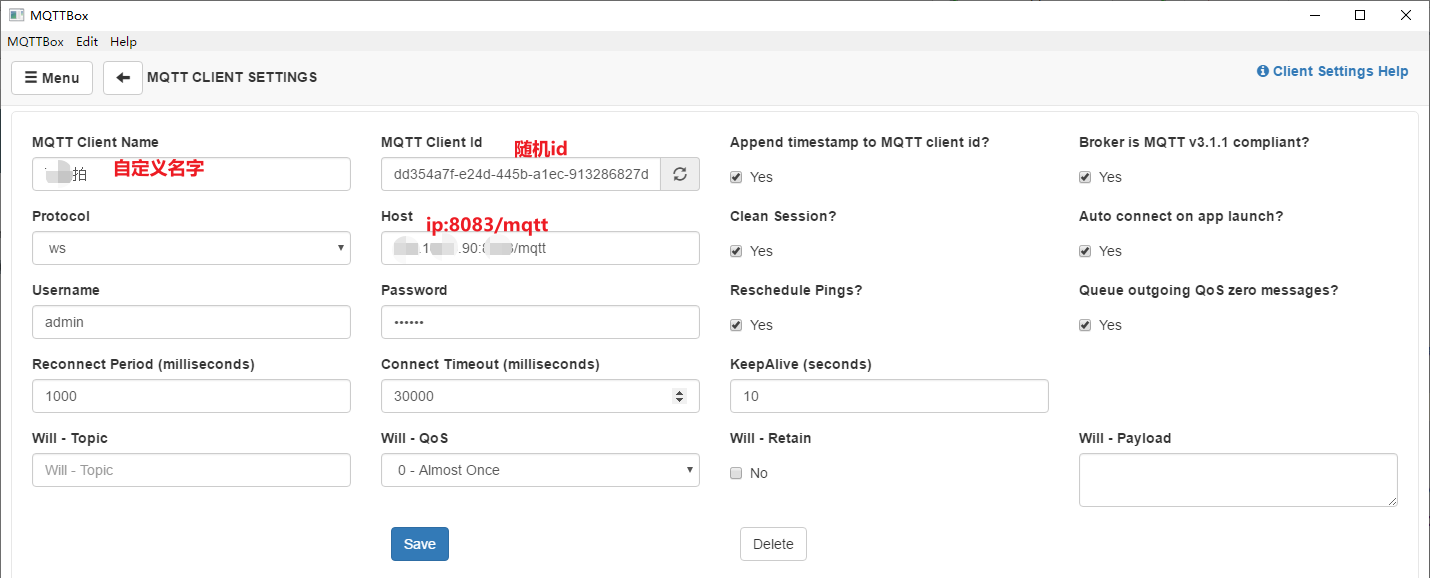 MQTTBox
MQTTBox Edit Help
Menu MQTT CLIENT SETTINGS Client Settings Help
MQTT Client Name MQTT Client Id 随机id Append timestamp to MQTT client id? Broker is MQTT v3.1.1 compliant?
拍 自定义名字 dd354a7f-e24d-445b-a1ec-913286827d Yes Yes
Protocol Host ip:8083/mqtt Clean Session? Auto connect on app launch?
ws .90: /mqtt Yes Yes
Username Password Reschedule Pings? Queue outgoing QoS zero messages?
admin •••••• Yes Yes
Reconnect Period (milliseconds) Connect Timeout (milliseconds) KeepAlive (seconds)
1000 30000 10
Will - Topic Will - QoS Will - Retain Will - Payload
Will - Topic 0 - Almost Once No
Save Delete